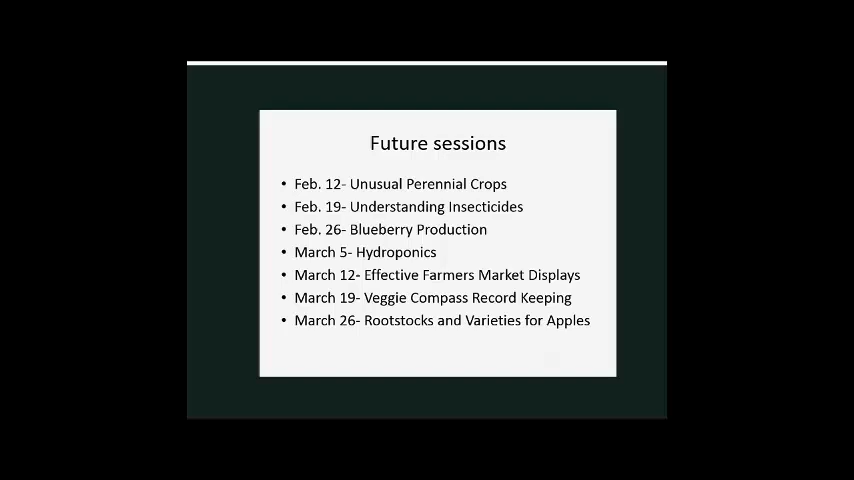 Future sessions
• Feb. 12- Unusual Perennial Crops
• Feb. 19- Understanding Insecticides
• Feb. 26- Blueberry Production
• March 5- Hydroponics
• March 12- Effective Farmers Market Displays
• March 19- Veggie Compass Record Keeping
• March 26- Rootstocks and Varieties for Apples